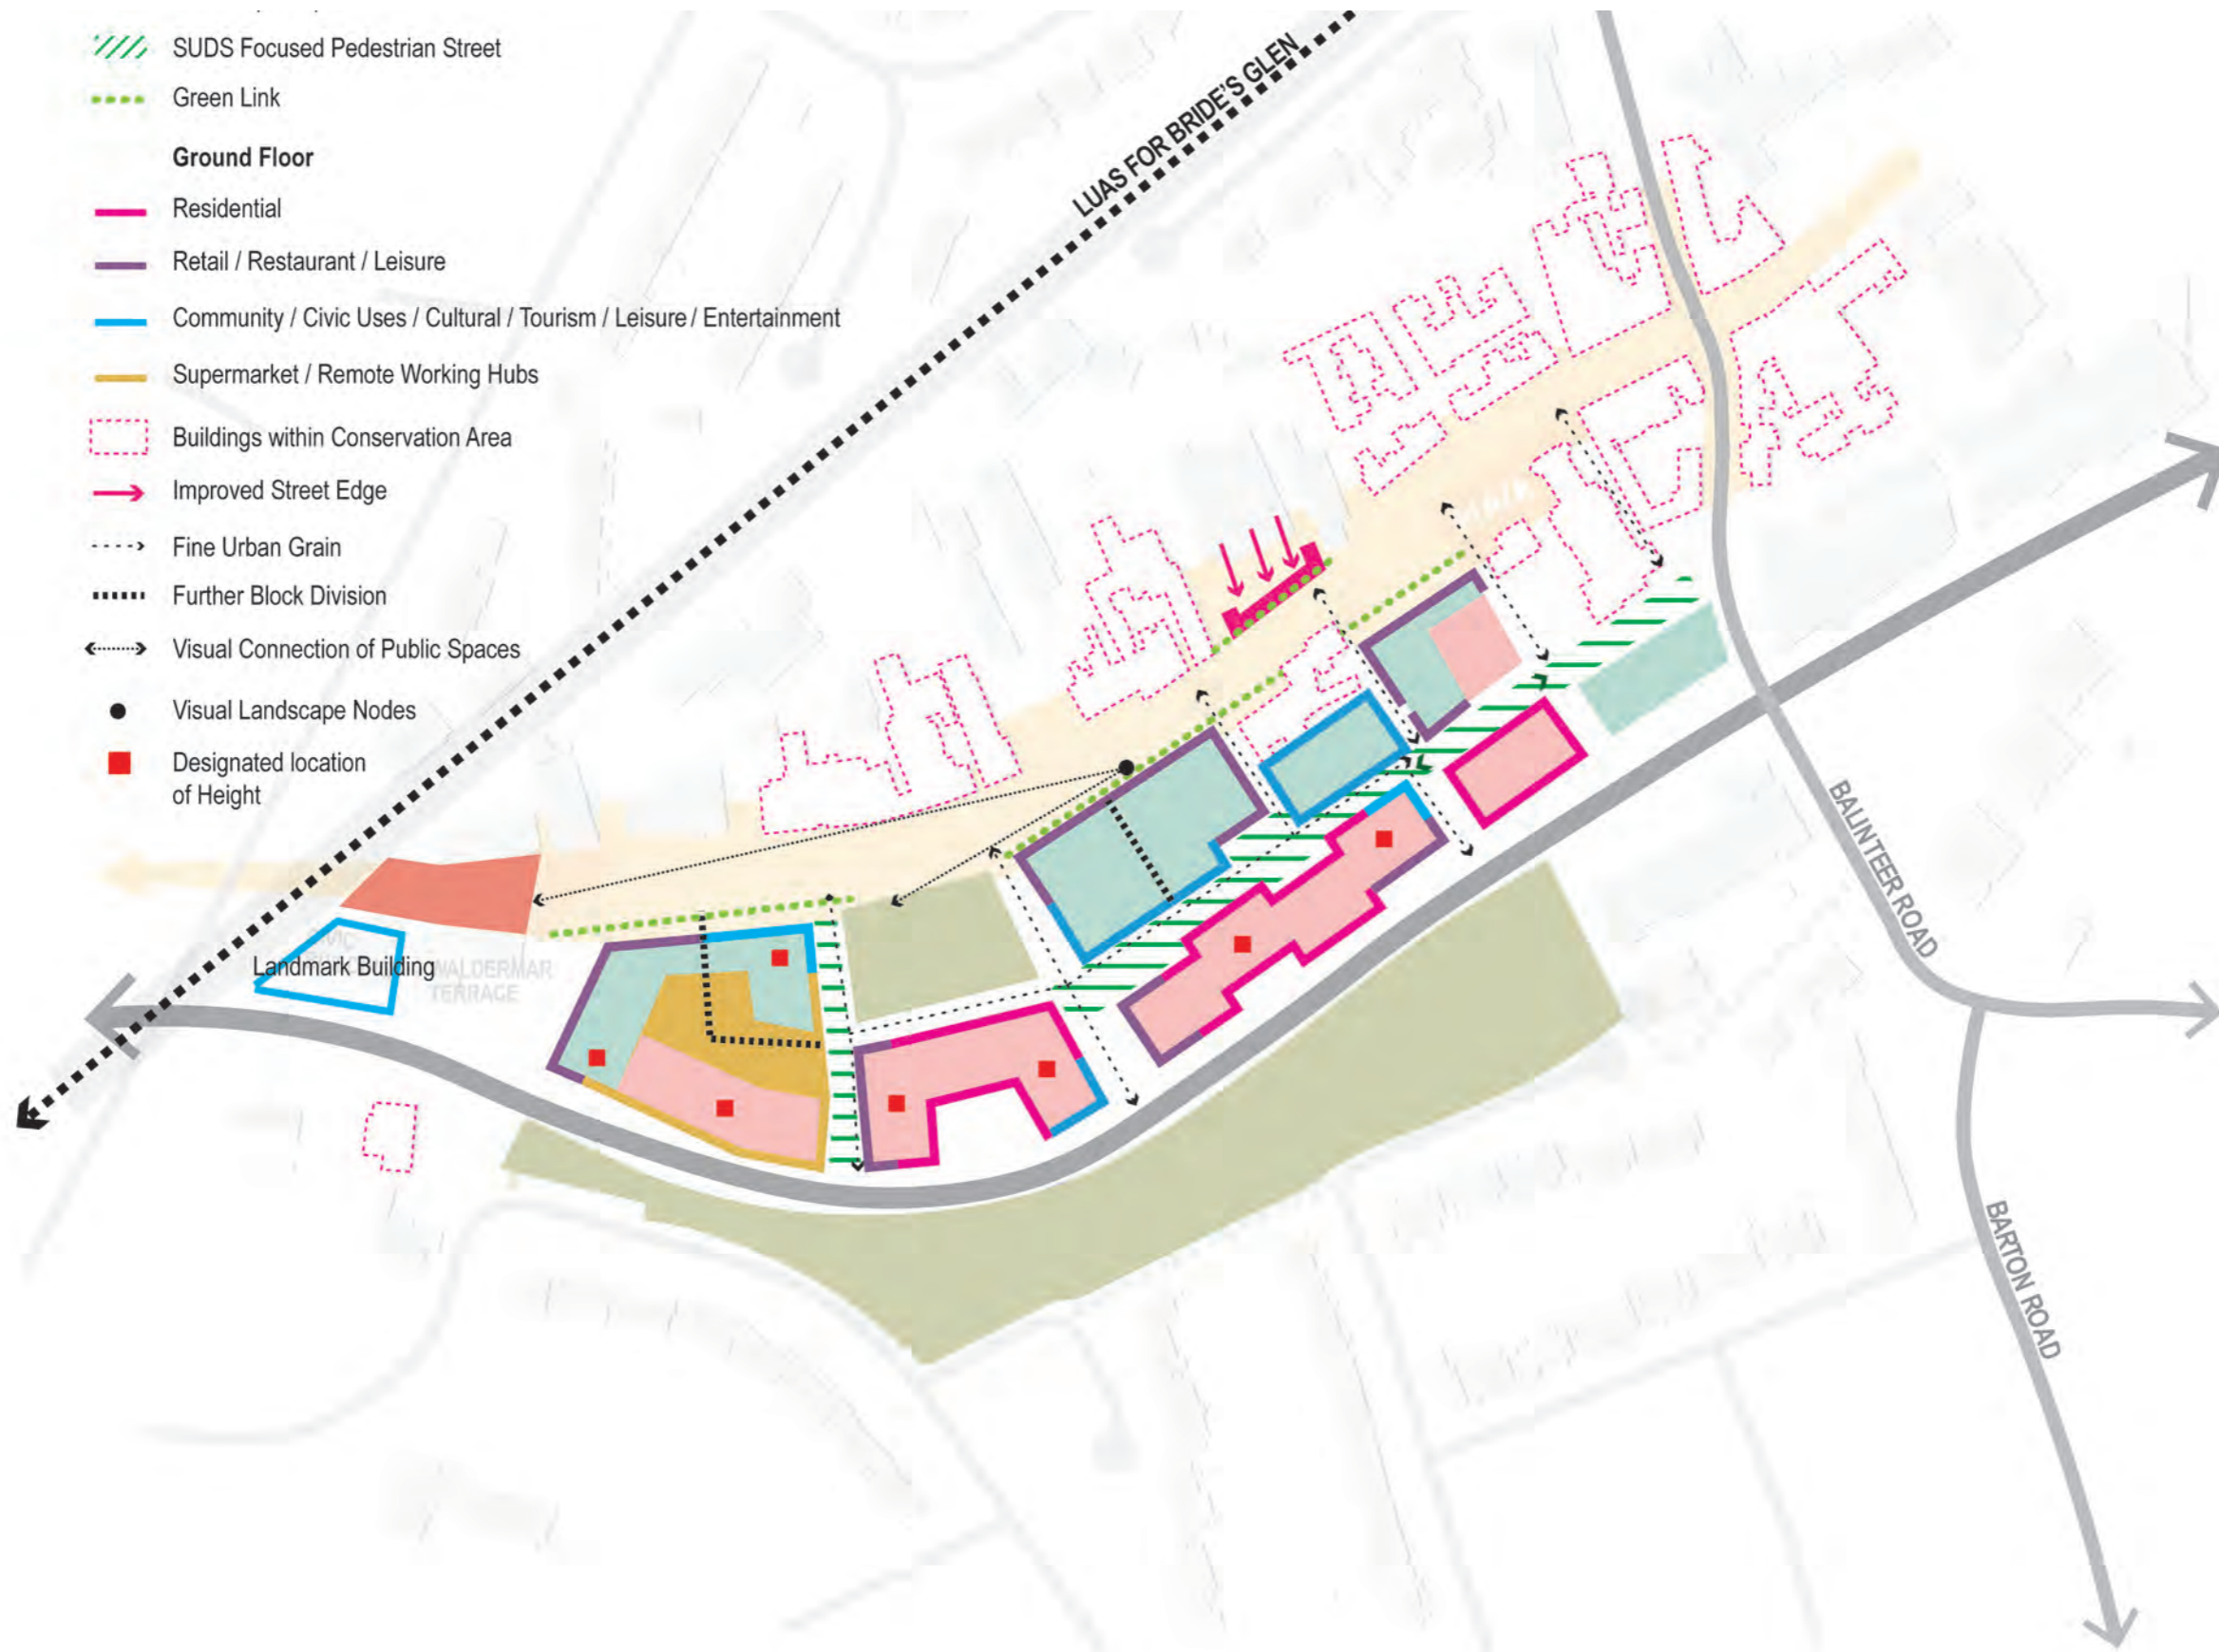 SUDS Focused Pedestrian Street
Green Link
Ground Floor
Residential
Retail / Restaurant / Leisure
Community / Civic Uses / Cultural / Tourism / Leisure / Entertainment
Supermarket / Remote Working Hubs
Buildings within Conservation Area
Improved Street Edge
Fine Urban Grain
Further Block Division
Visual Connection of Public Spaces
Visual Landscape Nodes
Designated location
of Height
LUAS FOR BRIDE'S GLEN
CIVIC
Landmark Building
WALDERMAR
TERRACE
BALINTEER ROAD
BARTON ROAD